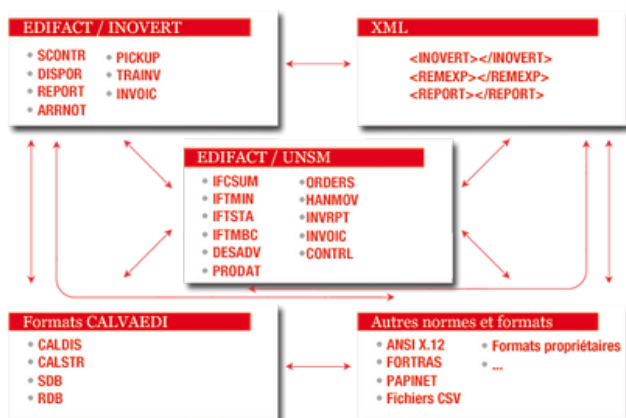 EDIFACT / INOVERT
• SCONTR
• DISPOR
• REPORT
• ARRNOT
• PICKUP
• TRAINV
• INVOIC
XML
<INOVERT></INOVERT>
<REMEXP></REMEXP>
<REPORT></REPORT>
EDIFACT / UNSM
• IFCSUM
• IFTMIN
• IFTSTA
• IFTMBC
• DESADV
• PRODAT
• ORDERS
• HANMOV
• INVRPT
• INVOIC
• CONTRL
Formats CALVAEDI
• CALDIS
• CALSTR
• SDB
• RDB
Autres normes et formats
• ANSI X.12
• FORTRAS
• PAPINET
• Fichiers CSV
• Formats propriétaires
• ...